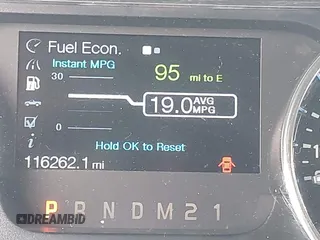 Fuel Econ.
Instant MPG
30
95 mi to E
19.0 AVG MPG
0
Hold OK to Reset
116262.1 mi
P R N D M 2 1
DREAMBID